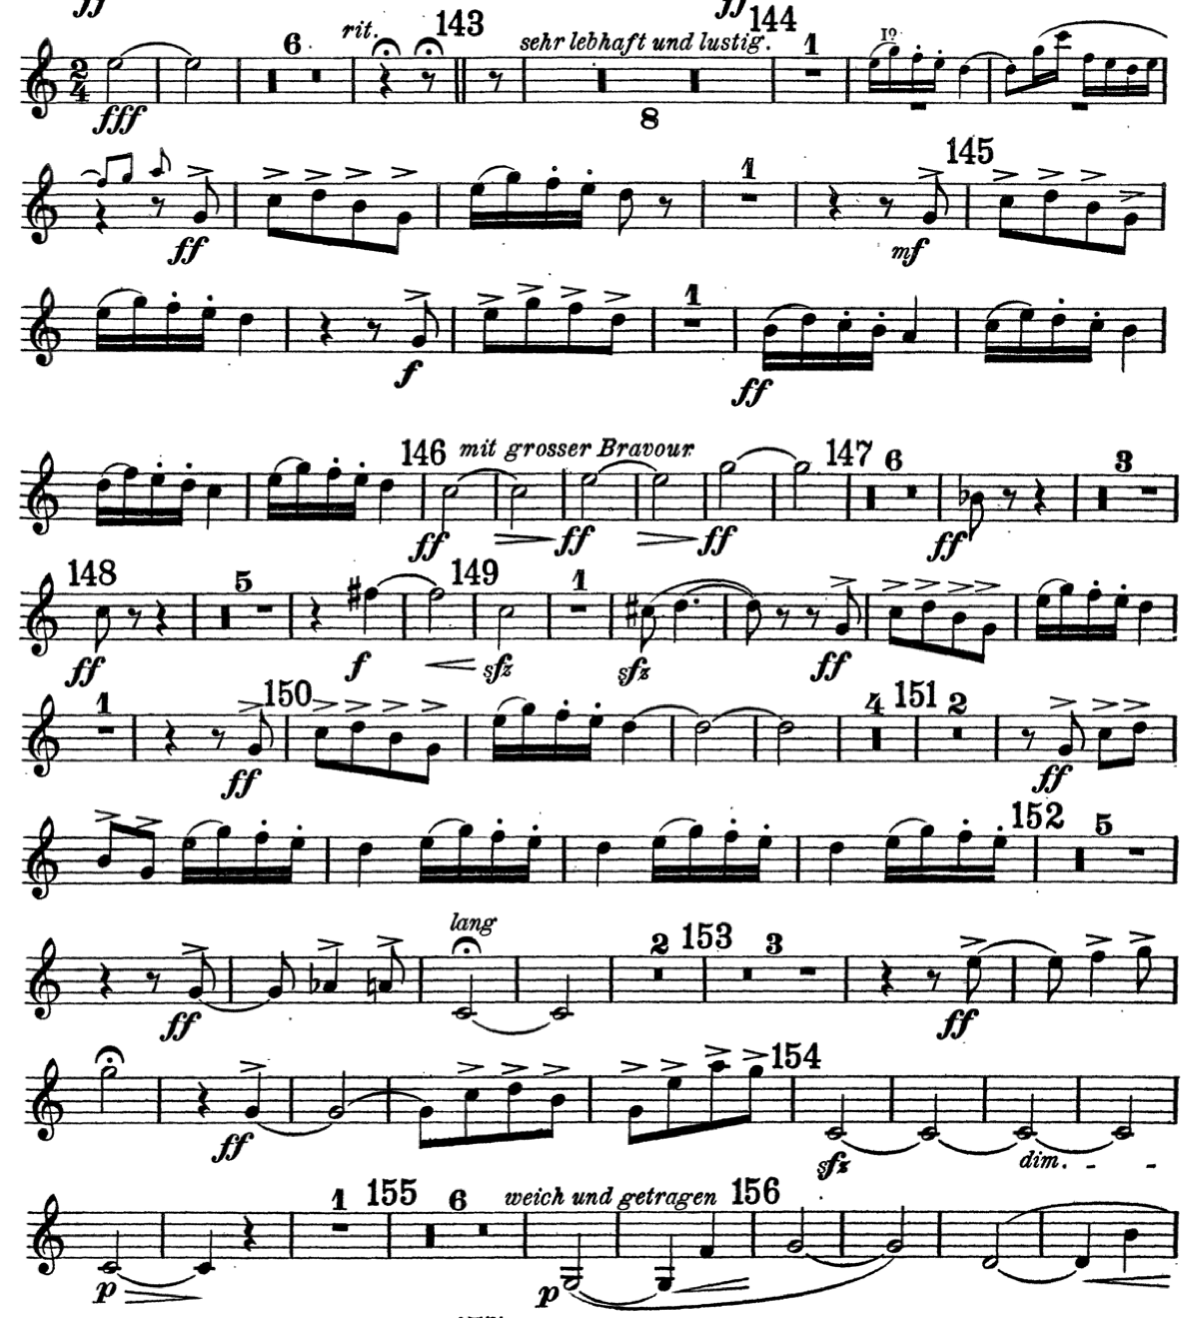 ff ff
6 rit. 143 sehr lebhaft und lustig. 8 144 1 Iº
2 4 fff
1 145
ff mf
1
f ff
146 mit grosser Bravour 147 6 3
ff ff ff ff
148 5 149 1
ff f sfz sfz ff
1 150 4 151 2
ff ff
152 5
lang 2 153 3
ff ff
154
ff sfz dim. - -
1 155 6 weich und getragen 156
p p